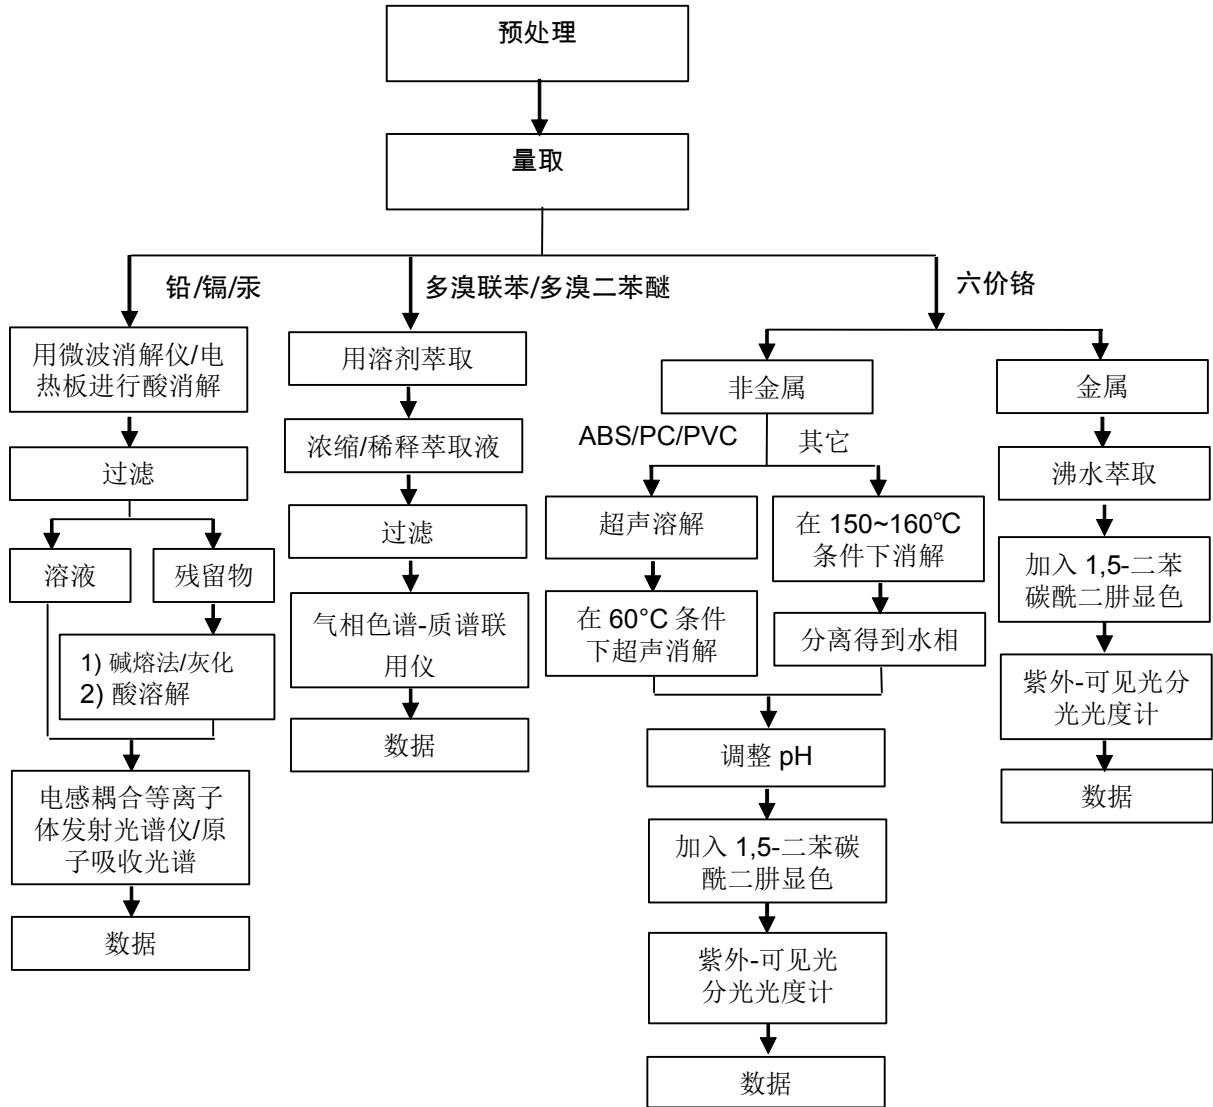 预处理
量取
铅/镉/汞
多溴联苯/多溴二苯醚
六价铬
用微波消解仪/电
热板进行酸消解
过滤
溶液
残留物
1) 碱熔法/灰化
2) 酸溶解
电感耦合等离子
体发射光谱仪/原
子吸收光谱
数据
用溶剂萃取
浓缩/稀释萃取液
过滤
气相色谱-质谱联
用仪
数据
非金属
ABS/PC/PVC
其它
超声溶解
在 60°C 条件
下超声消解
在 150~160℃
条件下消解
分离得到水相
调整 pH
加入 1,5-二苯碳
酰二肼显色
紫外-可见光
分光光度计
数据
金属
沸水萃取
加入 1,5-二苯
碳酰二肼显色
紫外-可见光分
光光度计
数据